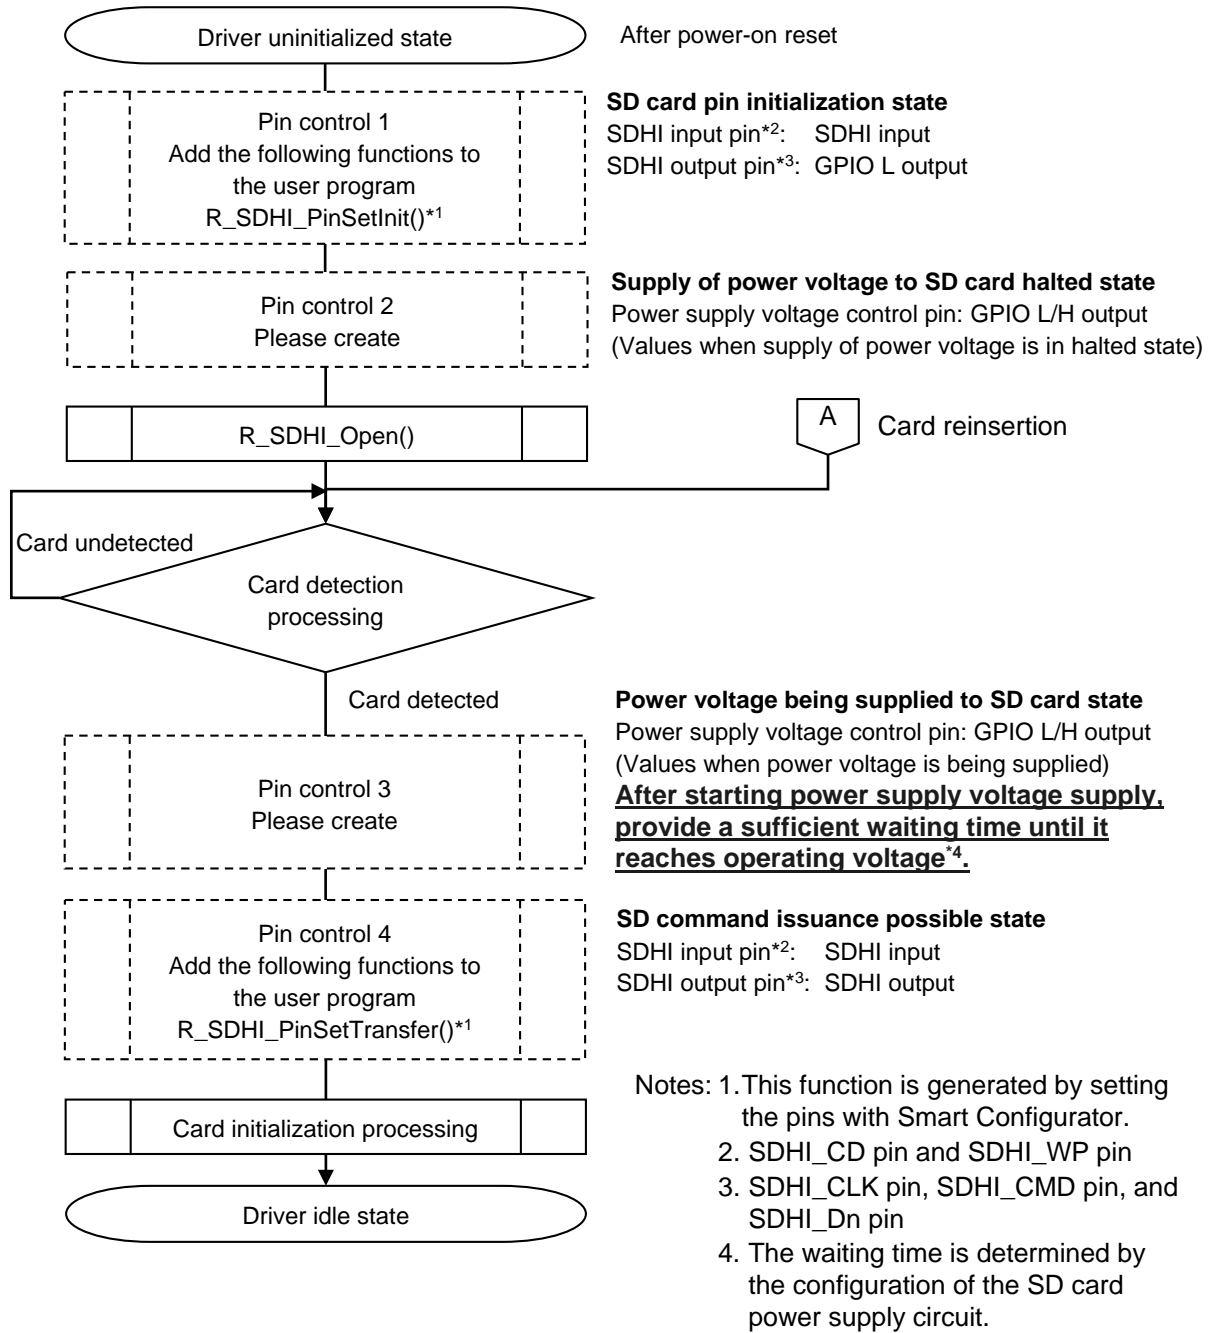 Driver uninitialized state
After power-on reset
Pin control 1
Add the following functions to
the user program
R_SDHI_PinSetInit()*1
SD card pin initialization state
SDHI input pin*2: SDHI input
SDHI output pin*3: GPIO L output
Pin control 2
Please create
Supply of power voltage to SD card halted state
Power supply voltage control pin: GPIO L/H output
(Values when supply of power voltage is in halted state)
R_SDHI_Open()
A
Card reinsertion
Card undetected
Card detection
processing
Card detected
Pin control 3
Please create
Power voltage being supplied to SD card state
Power supply voltage control pin: GPIO L/H output
(Values when power voltage is being supplied)
After starting power supply voltage supply,
provide a sufficient waiting time until it
reaches operating voltage*4.
Pin control 4
Add the following functions to
the user program
R_SDHI_PinSetTransfer()*1
SD command issuance possible state
SDHI input pin*2: SDHI input
SDHI output pin*3: SDHI output
Card initialization processing
Driver idle state
Notes: 1.This function is generated by setting
the pins with Smart Configurator.
2. SDHI_CD pin and SDHI_WP pin
3. SDHI_CLK pin, SDHI_CMD pin, and
SDHI_Dn pin
4. The waiting time is determined by
the configuration of the SD card
power supply circuit.